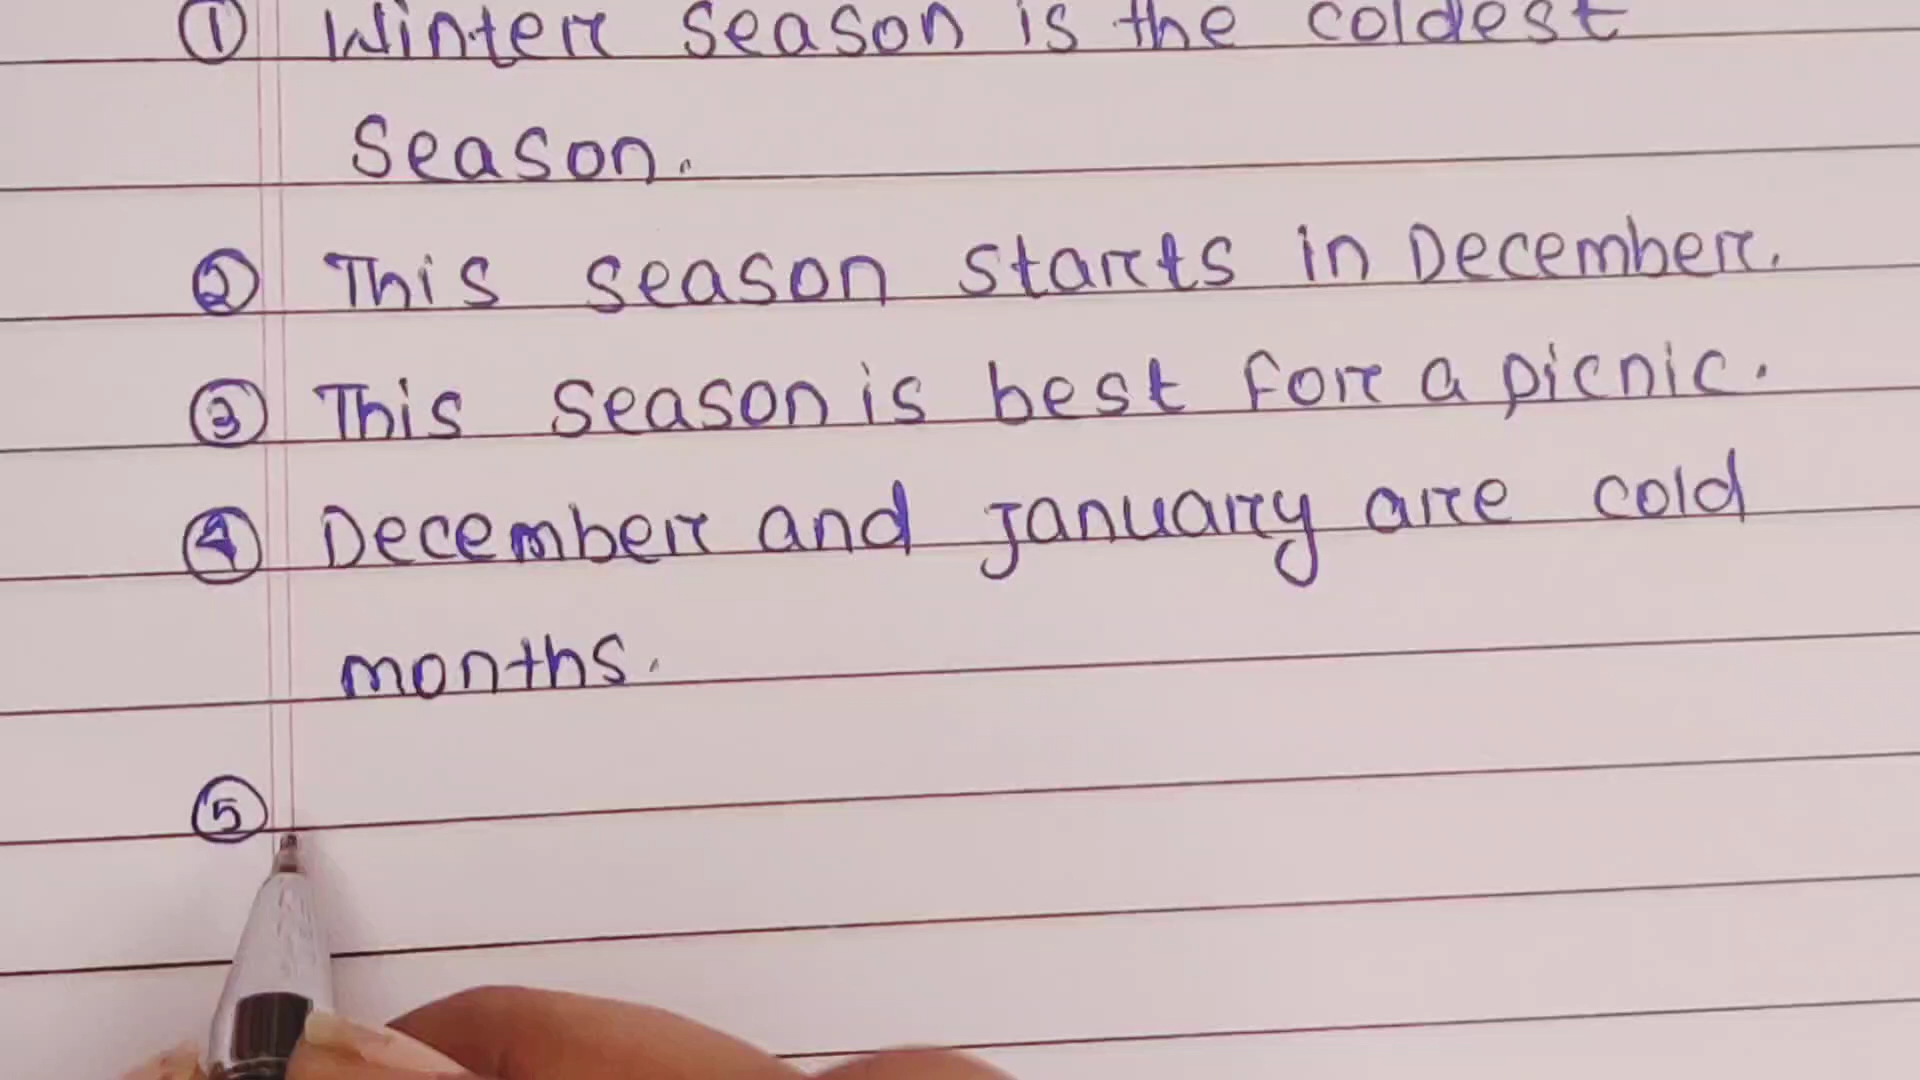 ① Winter season is the coldest
season.
② This season starts in December.
③ This season is best for a picnic.
④ December and January are cold
months.
⑤